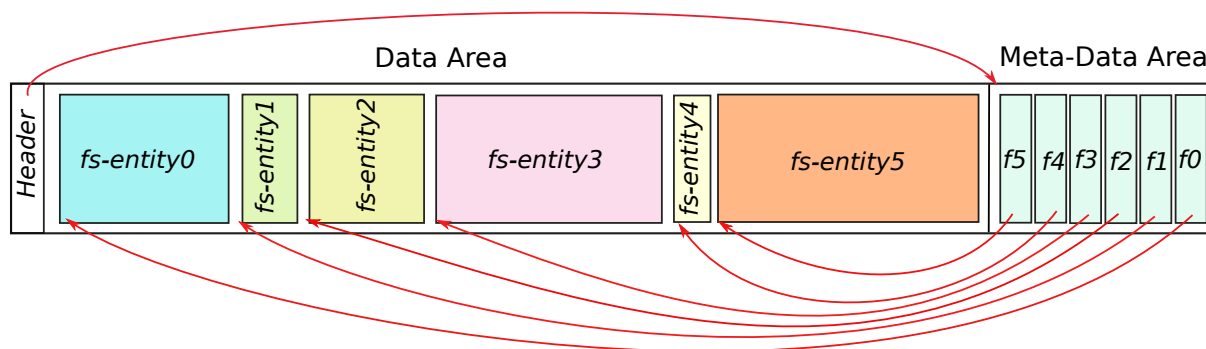 Data Area
Meta-Data Area
Header
fs-entity0
fs-entity1
fs-entity2
fs-entity3
fs-entity4
fs-entity5
f5
f4
f3
f2
f1
f0